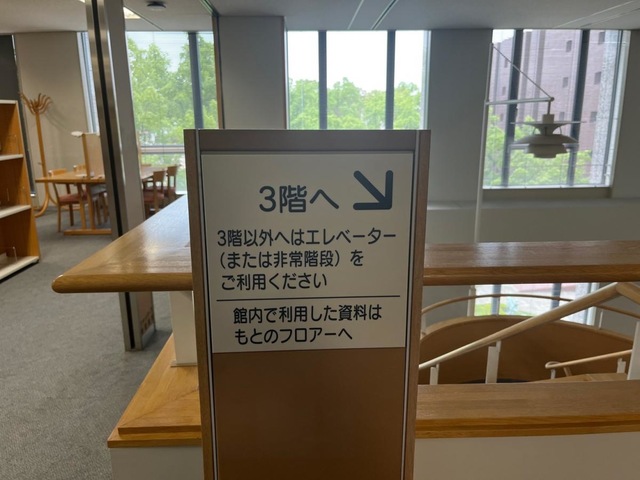 3階へ↘
3階以外へはエレベーター
（または非常階段）を
ご利用ください
館内で利用した資料は
もとのフロアーへ